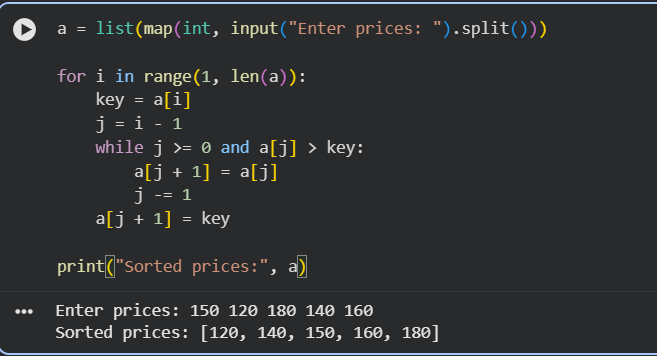 a = list(map(int, input("Enter prices: ").split()))
for i in range(1, len(a)):
    key = a[i]
    j = i - 1
    while j >= 0 and a[j] > key:
        a[j + 1] = a[j]
        j -= 1
    a[j + 1] = key
print("Sorted prices:", a)
Enter prices: 150 120 180 140 160
Sorted prices: [120, 140, 150, 160, 180]